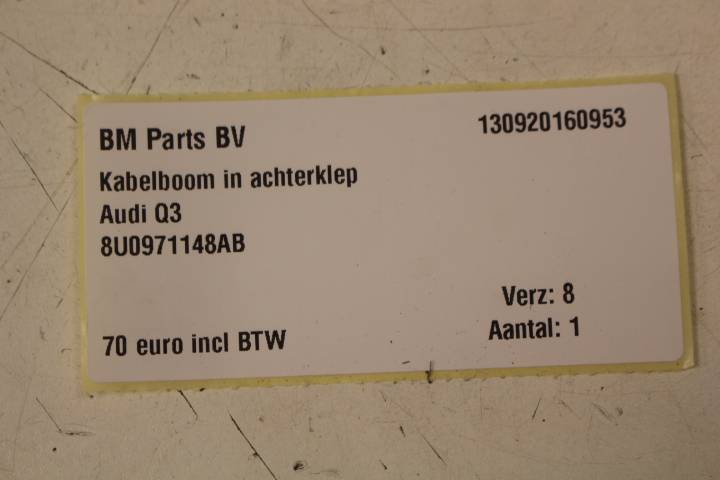 BM Parts BV
130920160953
Kabelboom in achterklep
Audi Q3
8U0971148AB
Verz: 8
70 euro incl BTW
Aantal: 1